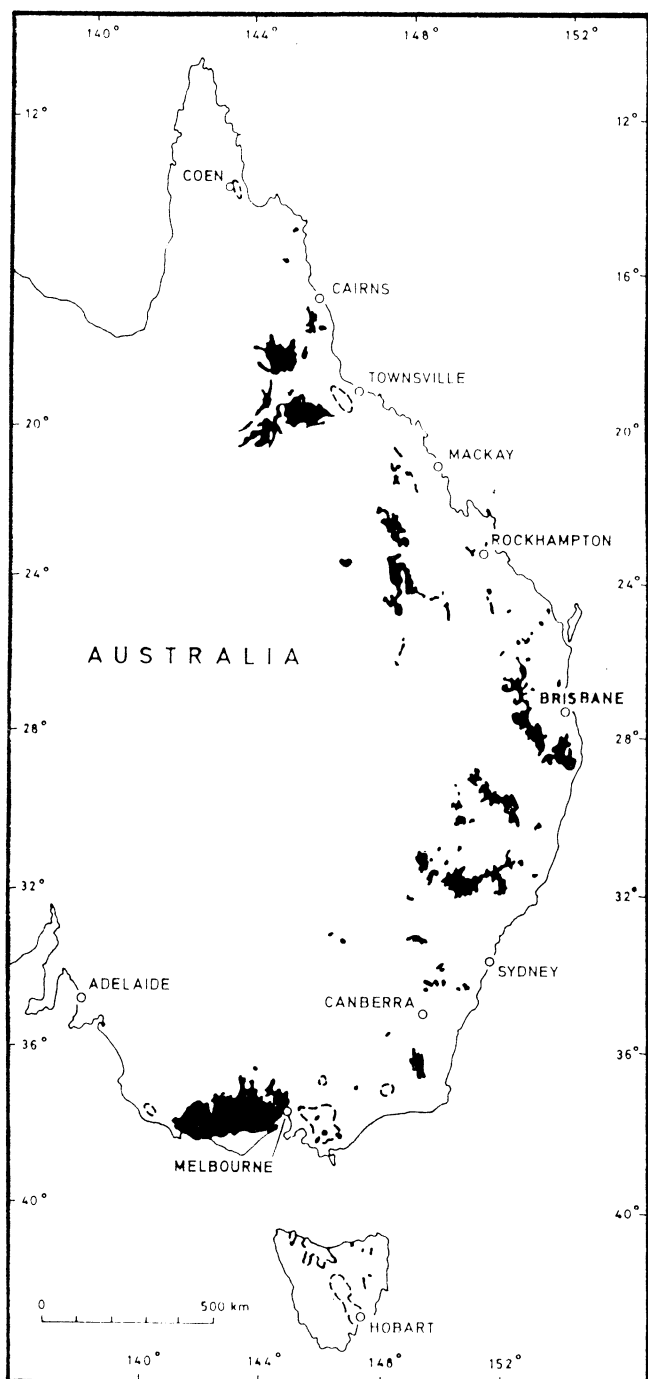 140° 144° 148° 152°
12° 12°
COEN
16°
CAIRNS
TOWNSVILLE
20° 20°
MACKAY
ROCKHAMPTON
24° 24°
AUSTRALIA
BRISBANE
28° 28°
32° 32°
SYDNEY
ADELAIDE
CANBERRA
36° 36°
MELBOURNE
40° 40°
0 500 km
HOBART
140° 144° 148° 152°